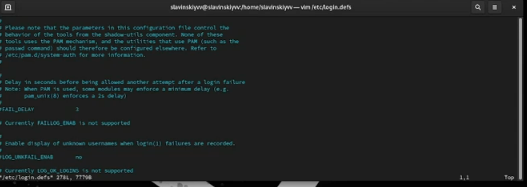 slavinskiyv@slavinskiyv:/home/slavinskiyv — vim /etc/login.defs
#
# Please note that the parameters in this configuration file control the
# behavior of the tools from the shadow-utils component. None of these
# tools uses the PAM mechanism, and the utilities that use PAM (such as the
# passwd command) should therefore be configured elsewhere. Refer to
# /etc/pam.d/system-auth for more information.
#
#
# Delay in seconds before being allowed another attempt after a login failure
# Note: When PAM is used, some modules may enforce a minimum delay (e.g.
# pam_unix(8) enforces a 2s delay)
#
#FAIL_DELAY 3
# Currently FAILLOG_ENAB is not supported
#
# Enable display of unknown usernames when login(1) failures are recorded.
#
#LOG_UNKFAIL_ENAB no
# Currently LOG_OK_LOGINS is not supported
"/etc/login.defs" 278L, 7779B 1,1 Top